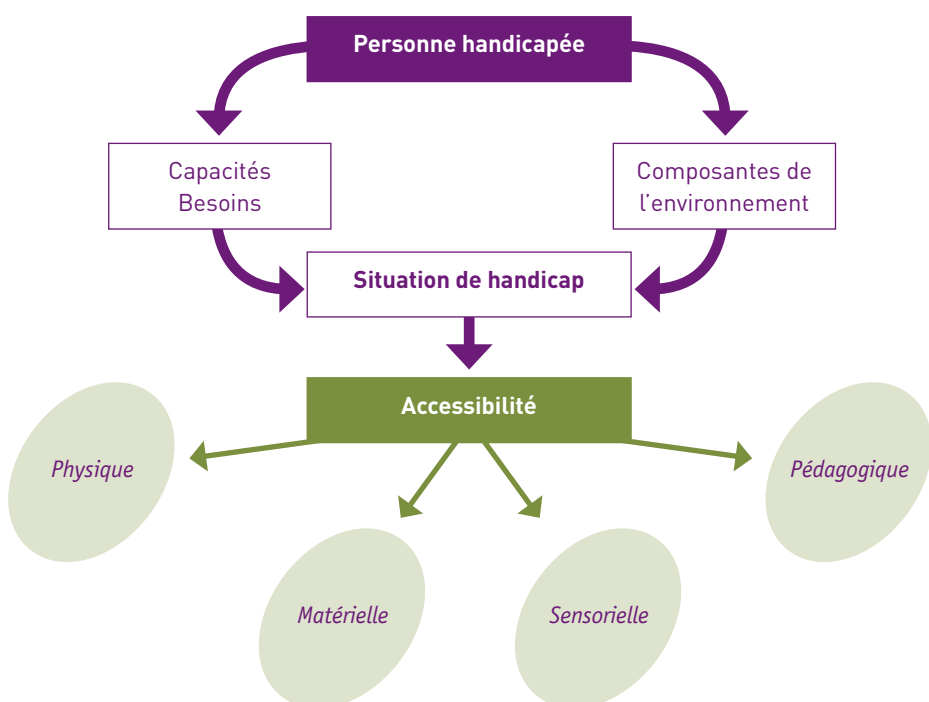 Personne handicapée
Capacités
Besoins
Composantes de
l'environnement
Situation de handicap
Accessibilité
Physique
Pédagogique
Matérielle
Sensorielle